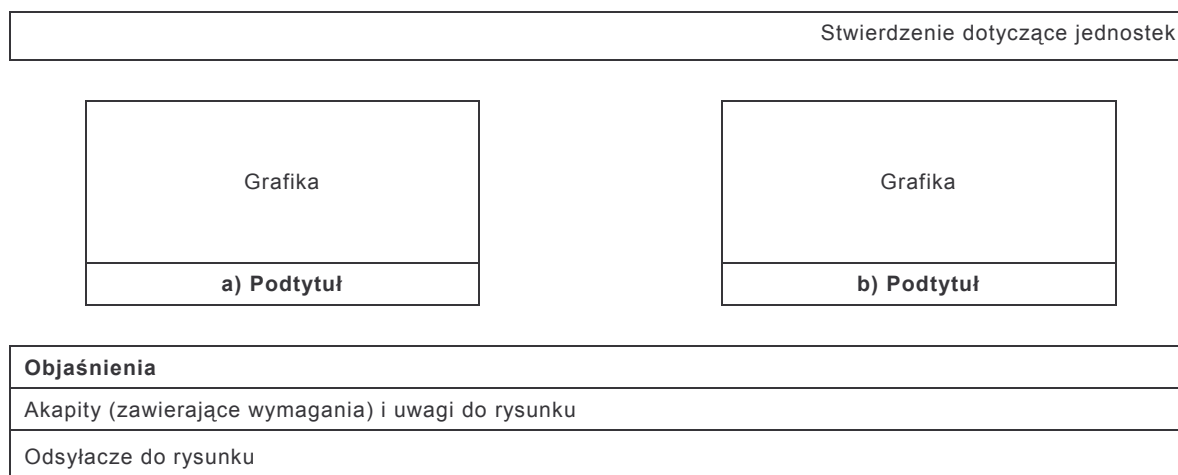 Stwierdzenie dotyczące jednostek
Grafika
Grafika
a) Podtytuł
b) Podtytuł
Objaśnienia
Akapity (zawierające wymagania) i uwagi do rysunku
Odsyłacze do rysunku